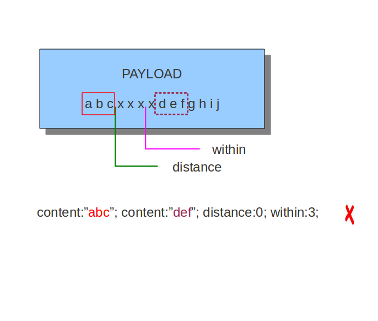 PAYLOAD
a b c x x x x d e f g h i j
within
distance
content:"abc"; content:"def"; distance:0; within:3; ✗